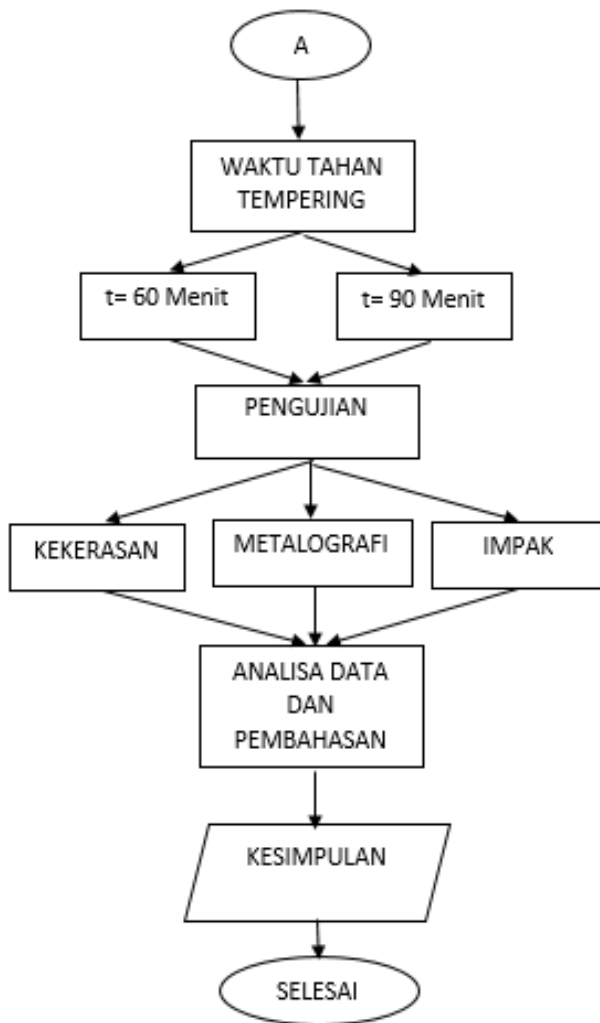 A
WAKTU TAHAN
TEMPERING
t= 60 Menit
t= 90 Menit
PENGUJIAN
KEKERASAN
METALOGRAFI
IMPAK
ANALISA DATA
DAN
PEMBAHASAN
KESIMPULAN
SELESAI